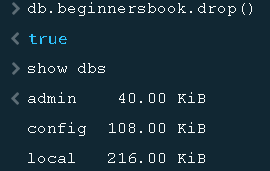 > db.beginnersbook.drop()
< true
> show dbs
< admin    40.00 KiB
config  108.00 KiB
local   216.00 KiB